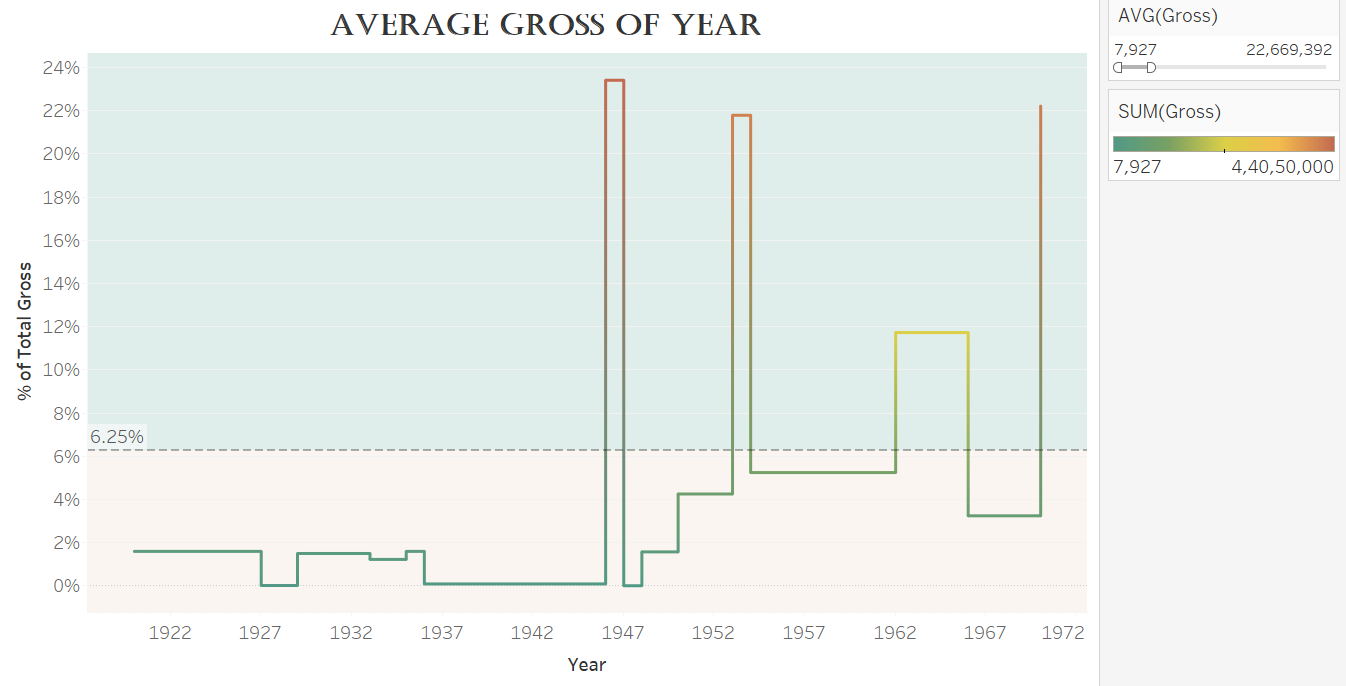 AVERAGE GROSS OF YEAR
24%
22%
20%
18%
16%
14%
12%
10%
8%
6.25%
6%
4%
2%
0%
% of Total Gross
1922 1927 1932 1937 1942 1947 1952 1957 1962 1967 1972
Year
AVG(Gross)
7,927 22,669,392
SUM(Gross)
7,927 4,40,50,000